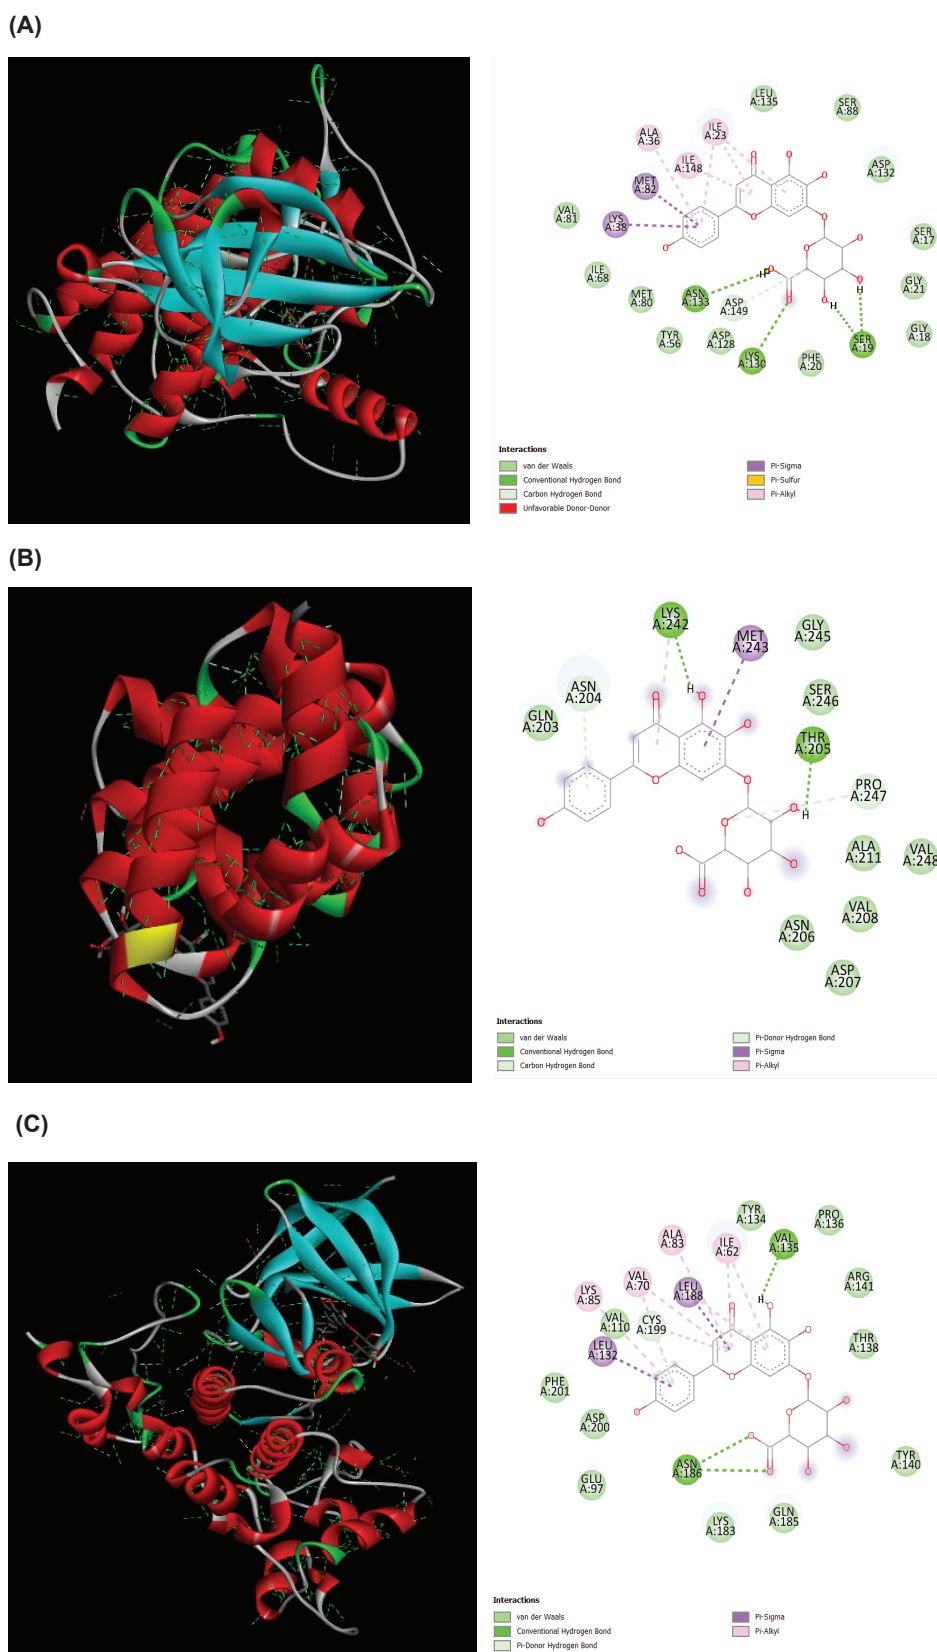 (A)
LEU
A:135
SER
A:88
ALA
A:36
ILE
A:23
ILE
A:148
ASP
A:132
MET
A:82
VAL
A:81
LYS
A:38
SER
A:17
ILE
A:68
MET
A:80
ASN
A:133
ASP
A:149
GLY
A:21
TYR
A:56
ASP
A:128
LYS
A:130
PHE
A:20
SER
A:19
GLY
A:18
O
O
O
O
O
O
O
O
O
H
H
H
Interactions
van der Waals
Conventional Hydrogen Bond
Carbon Hydrogen Bond
Unfavorable Donor-Donor
Pi-Sigma
Pi-Sulfur
Pi-Alkyl
(B)
LYS
A:242
MET
A:243
GLY
A:245
ASN
A:204
GLN
A:203
SER
A:246
THR
A:205
PRO
A:247
ALA
A:211
VAL
A:248
VAL
A:208
ASN
A:206
ASP
A:207
O
O
O
O
O
O
O
O
O
O
O
H
H
Interactions
van der Waals
Conventional Hydrogen Bond
Carbon Hydrogen Bond
Pi-Donor Hydrogen Bond
Pi-Sigma
Pi-Alkyl
(C)
TYR
A:134
PRO
A:136
ALA
A:83
ILE
A:62
VAL
A:135
LYS
A:85
VAL
A:70
LEU
A:188
ARG
A:141
VAL
A:110
CYS
A:199
THR
A:138
LEU
A:132
PHE
A:201
ASP
A:200
ASN
A:186
TYR
A:140
GLU
A:97
LYS
A:183
GLN
A:185
O
O
O
O
O
O
O
O
O
O
O
H
Interactions
van der Waals
Conventional Hydrogen Bond
Pi-Donor Hydrogen Bond
Pi-Sigma
Pi-Alkyl